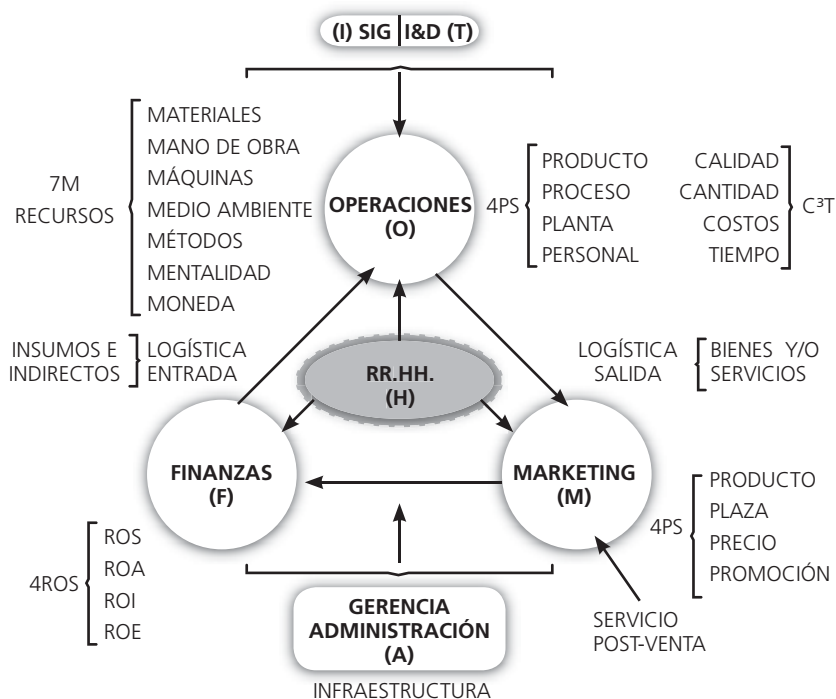 (I) SIG | I&D (T)
7M
RECURSOS
MATERIALES
MANO DE OBRA
MÁQUINAS
MEDIO AMBIENTE
MÉTODOS
MENTALIDAD
MONEDA
OPERACIONES
(O)
4PS
PRODUCTO
PROCESO
PLANTA
PERSONAL
CALIDAD
CANTIDAD
COSTOS
TIEMPO
C³T
INSUMOS E
INDIRECTOS
LOGÍSTICA
ENTRADA
RR.HH.
(H)
LOGÍSTICA
SALIDA
BIENES Y/O
SERVICIOS
FINANZAS
(F)
MARKETING
(M)
4ROS
ROS
ROA
ROI
ROE
4PS
PRODUCTO
PLAZA
PRECIO
PROMOCIÓN
GERENCIA
ADMINISTRACIÓN
(A)
INFRAESTRUCTURA
SERVICIO
POST-VENTA